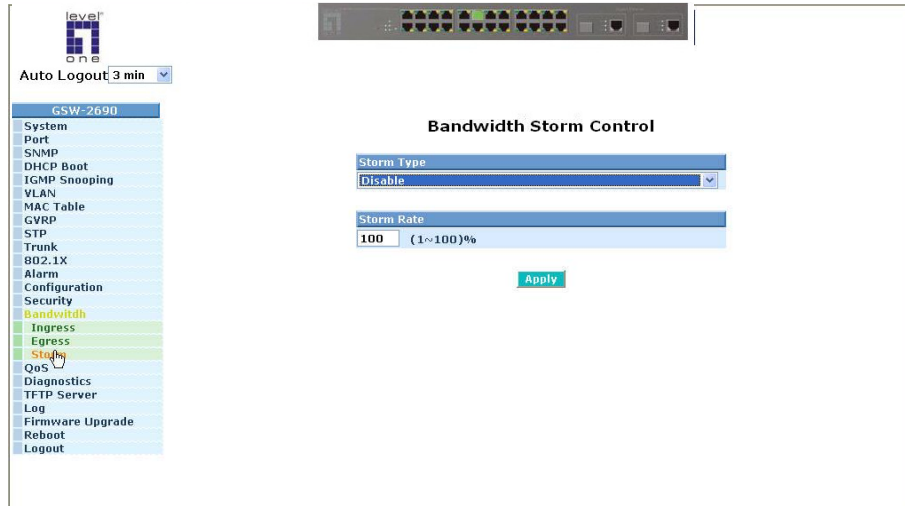 level
one
Auto Logout 3 min
GSW-2690
System
Port
SNMP
DHCP Boot
IGMP Snooping
VLAN
MAC Table
GVRP
STP
Trunk
802.1X
Alarm
Configuration
Security
Bandwitdh
Ingress
Egress
Storm
QoS
Diagnostics
TFTP Server
Log
Firmware Upgrade
Reboot
Logout
Bandwidth Storm Control
Storm Type
Disable
Storm Rate
100 (1~100)%
Apply